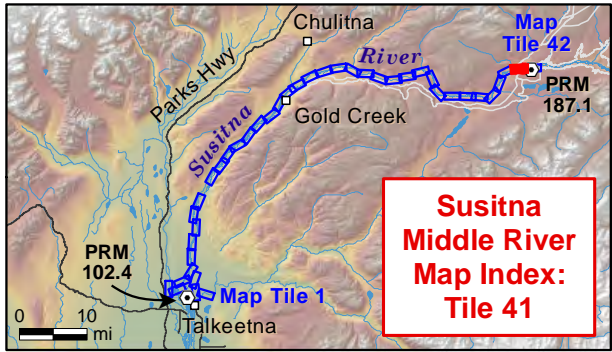 Chulitna
Map
Tile 42
River
Parks Hwy
PRM
187.1
Gold Creek
Susitna
Susitna
Middle River
Map Index:
Tile 41
PRM
102.4
Map Tile 1
0 10
mi
Talkeetna